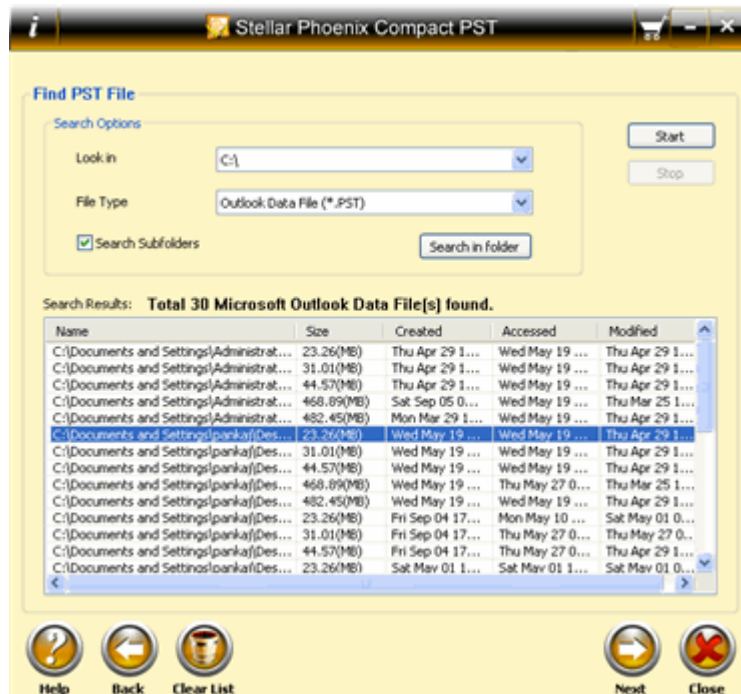 i Stellar Phoenix Compact PST
Find PST File
Search Options
Look in C:\
File Type Outlook Data File (*.PST)
Search Subfolders
Search in folder
Start
Stop
Search Results: Total 30 Microsoft Outlook Data File(s) found.
Name Size Created Accessed Modified
C:\Documents and Settings\Administrat... 23.26(MB) Thu Apr 29 1... Wed May 19 ... Thu Apr 29 1...
C:\Documents and Settings\Administrat... 31.01(MB) Thu Apr 29 1... Wed May 19 ... Thu Apr 29 1...
C:\Documents and Settings\Administrat... 44.57(MB) Thu Apr 29 1... Wed May 19 ... Thu Apr 29 1...
C:\Documents and Settings\Administrat... 468.89(MB) Sat Sep 05 0... Wed May 19 ... Thu Mar 25 1...
C:\Documents and Settings\Administrat... 482.45(MB) Mon Mar 29 1... Wed May 19 ... Thu Apr 29 1...
C:\Documents and Settings\pankaj\Des... 23.26(MB) Wed May 19 ... Wed May 19 ... Thu Apr 29 1...
C:\Documents and Settings\pankaj\Des... 31.01(MB) Wed May 19 ... Wed May 19 ... Thu Apr 29 1...
C:\Documents and Settings\pankaj\Des... 44.57(MB) Wed May 19 ... Wed May 19 ... Thu Apr 29 1...
C:\Documents and Settings\pankaj\Des... 468.89(MB) Wed May 19 ... Thu May 27 0... Thu Mar 25 1...
C:\Documents and Settings\pankaj\Des... 482.45(MB) Wed May 19 ... Wed May 19 ... Thu Apr 29 1...
C:\Documents and Settings\pankaj\Des... 23.26(MB) Fri Sep 04 17... Mon May 10 ... Sat May 01 0...
C:\Documents and Settings\pankaj\Des... 31.01(MB) Fri Sep 04 17... Thu May 27 0... Thu May 27 0...
C:\Documents and Settings\pankaj\Des... 44.57(MB) Fri Sep 04 17... Thu May 27 0... Thu Apr 29 1...
C:\Documents and Settings\pankaj\Des... 23.26(MB) Sat May 01 1... Sat May 01 1... Sat May 01 0...
Help Back Clear List Next Close